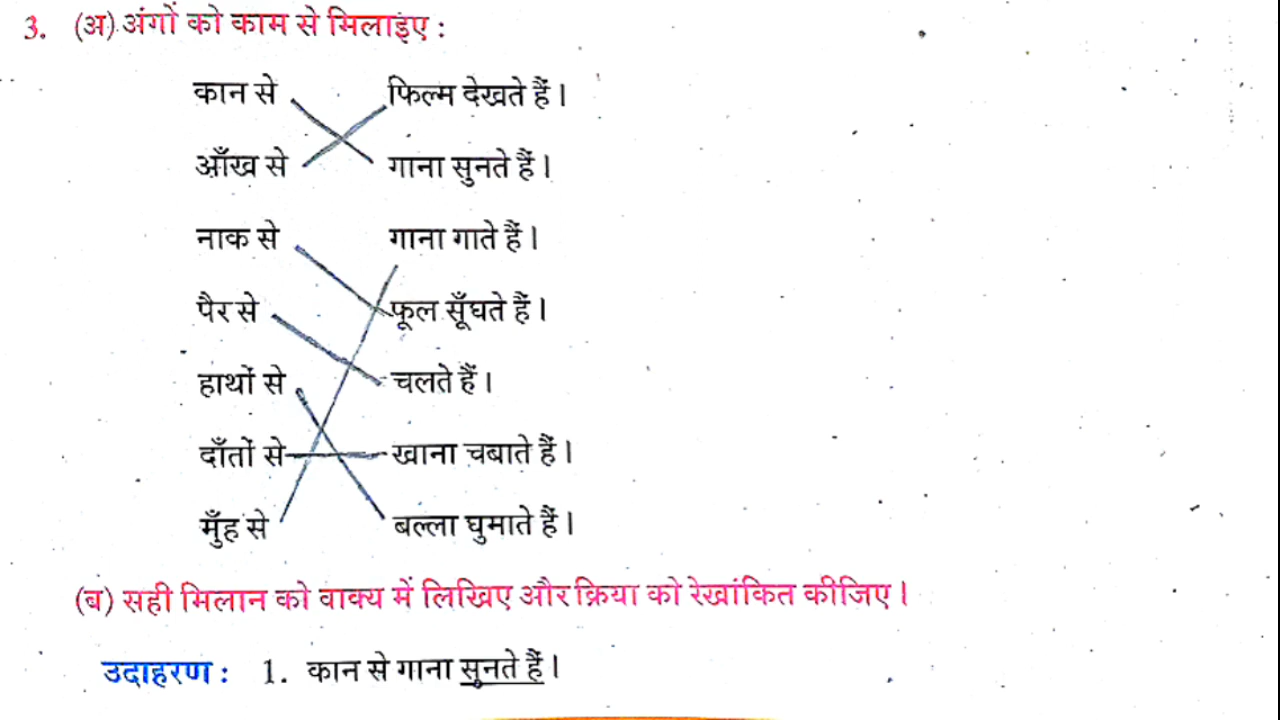 3. (अ) अंगों को काम से मिलाइए :
कान से फिल्म देखते हैं।
आँख से गाना सुनते हैं।
नाक से गाना गाते हैं।
पैर से फूल सूँघते हैं।
हाथों से चलते हैं।
दाँतों से खाना चबाते हैं।
मुँह से बल्ला घुमाते हैं।
(ब) सही मिलान को वाक्य में लिखिए और क्रिया को रेखांकित कीजिए।
उदाहरण : 1. कान से गाना सुनते हैं।